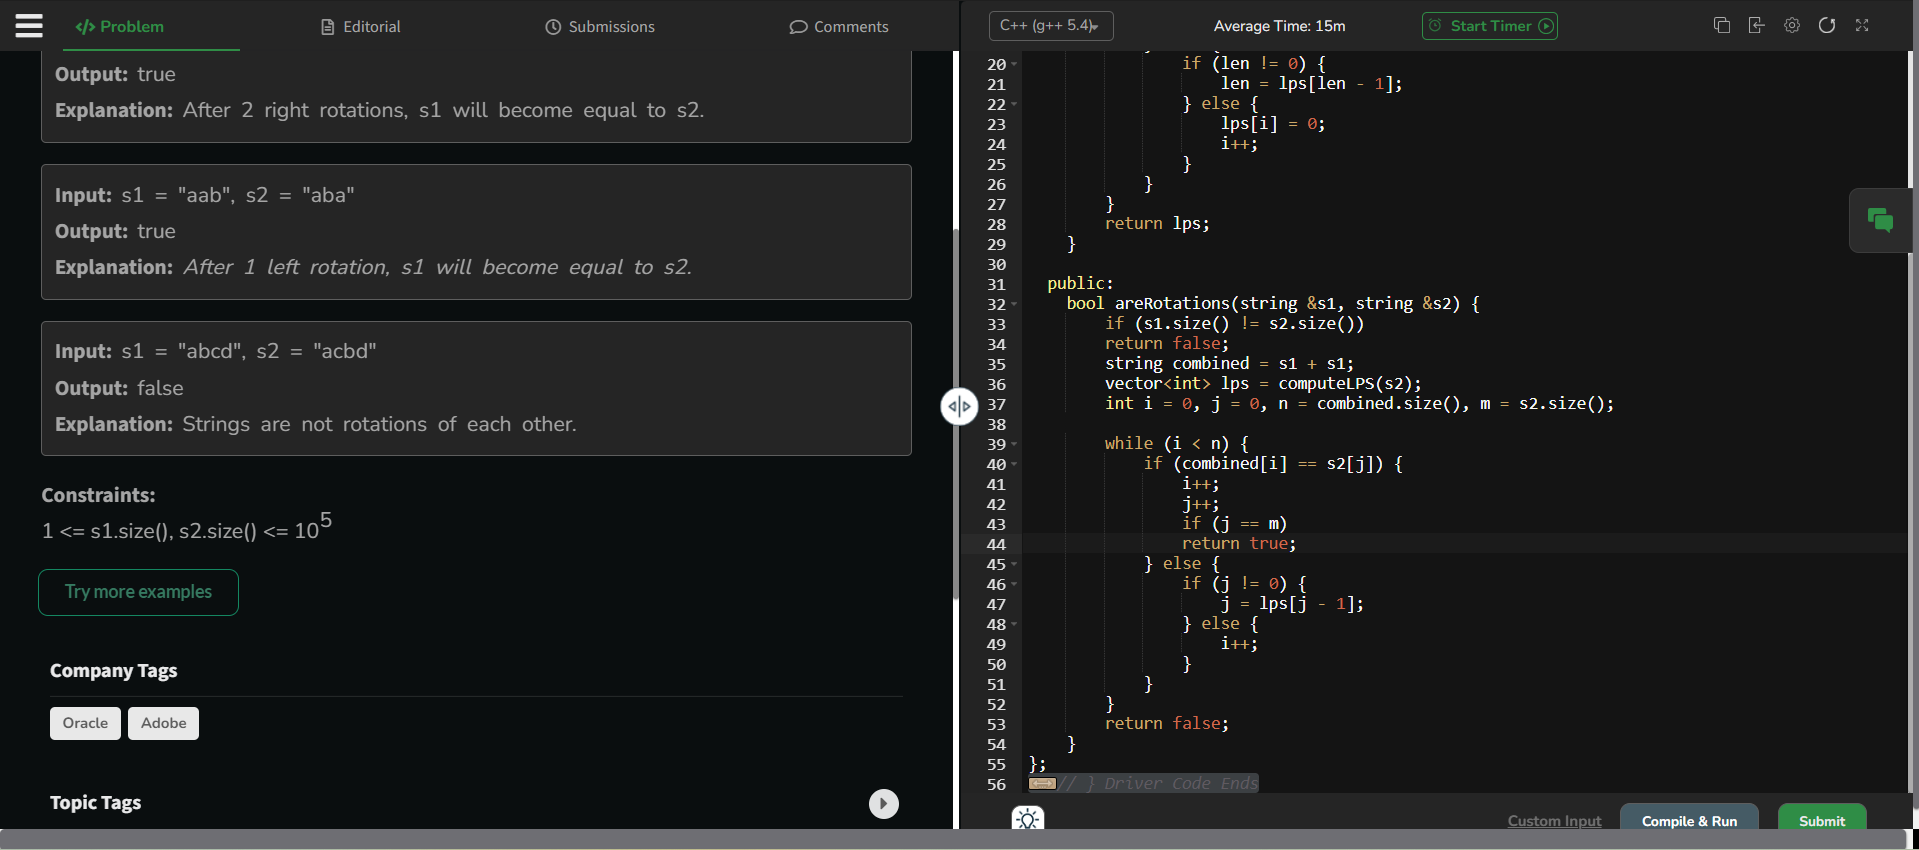 Problem
Editorial
Submissions
Comments
Output: true
Explanation: After 2 right rotations, s1 will become equal to s2.
Input: s1 = "aab", s2 = "aba"
Output: true
Explanation: After 1 left rotation, s1 will become equal to s2.
Input: s1 = "abcd", s2 = "acbd"
Output: false
Explanation: Strings are not rotations of each other.
Constraints:
1 <= s1.size(), s2.size() <= 10^5
Try more examples
Company Tags
Oracle
Adobe
Topic Tags
C++ (g++ 5.4)
Average Time: 15m
Start Timer
20 if (len != 0) {
21 len = lps[len - 1];
22 } else {
23 lps[i] = 0;
24 i++;
25 }
26 }
27 }
28 return lps;
29 }
30
31 public:
32 bool areRotations(string &s1, string &s2) {
33 if (s1.size() != s2.size())
34 return false;
35 string combined = s1 + s1;
36 vector<int> lps = computeLPS(s2);
37 int i = 0, j = 0, n = combined.size(), m = s2.size();
38
39 while (i < n) {
40 if (combined[i] == s2[j]) {
41 i++;
42 j++;
43 if (j == m)
44 return true;
45 } else {
46 if (j != 0) {
47 j = lps[j - 1];
48 } else {
49 i++;
50 }
51 }
52 }
53 return false;
54 }
55 };
56 // } Driver Code Ends
Custom Input
Compile & Run
Submit